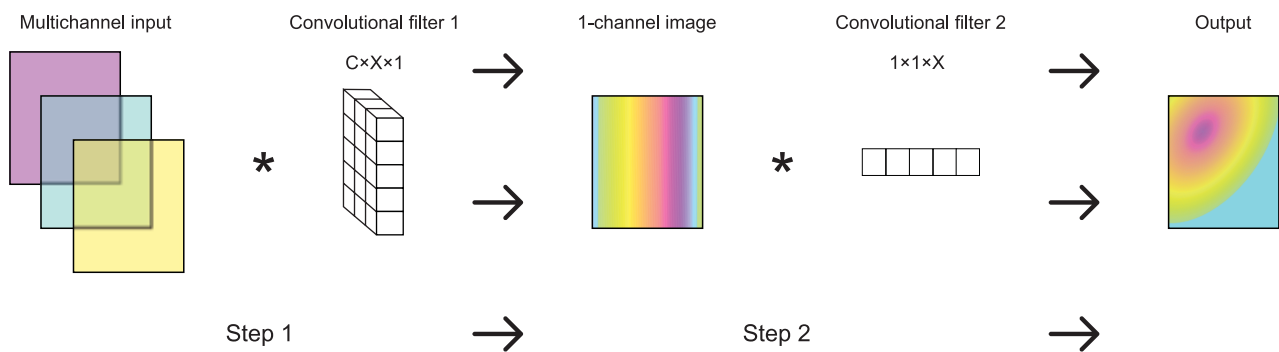 Multichannel input
Convolutional filter 1
1-channel image
Convolutional filter 2
Output
C×X×1
1×1×X
*
*
Step 1
Step 2